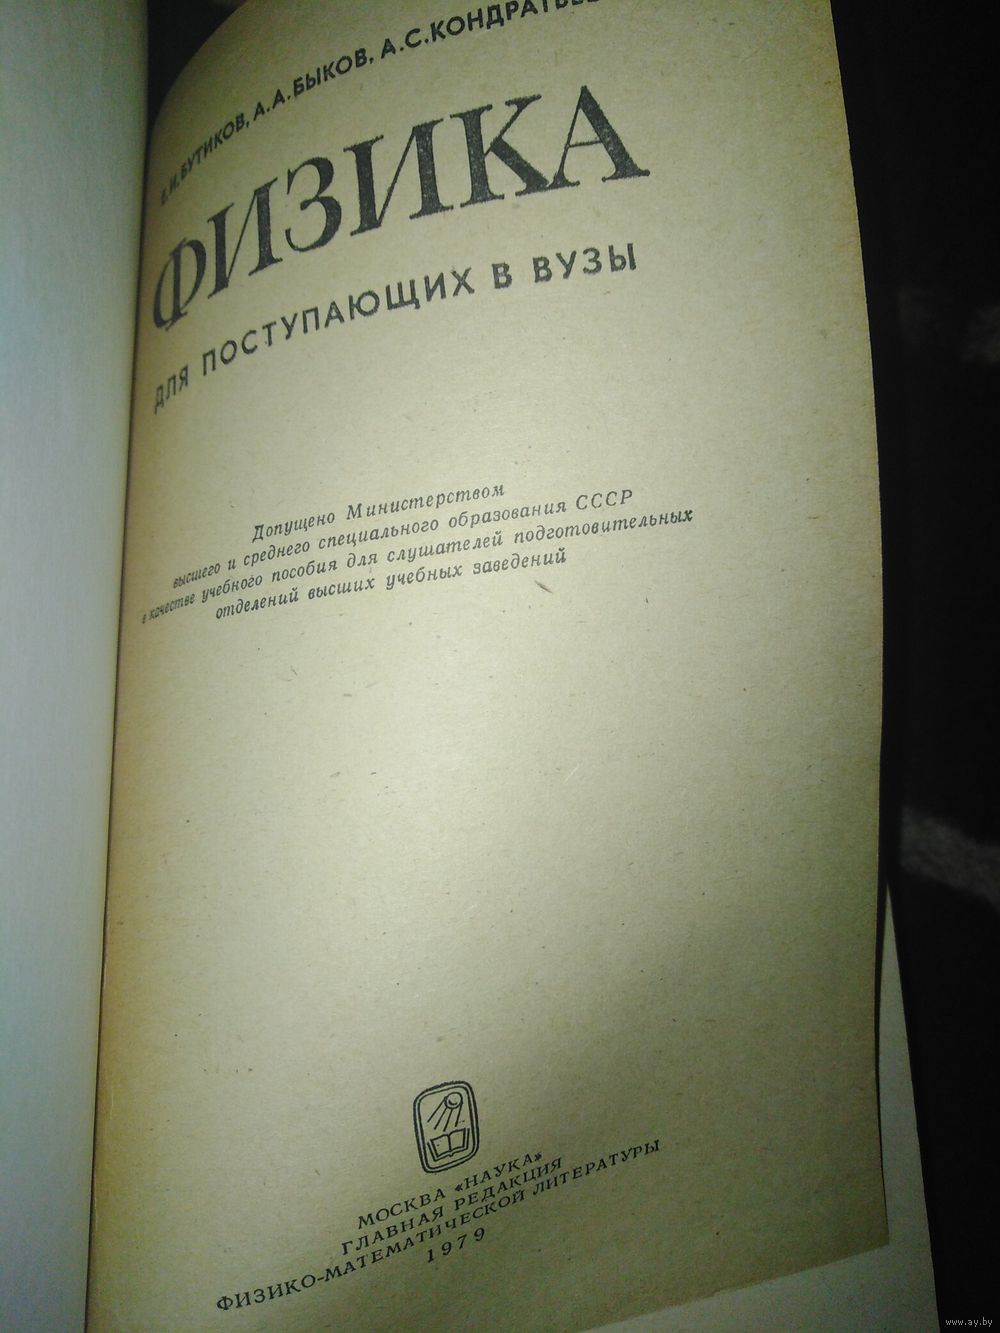 Е.И.БУТИКОВ, А.А.БЫКОВ, А.С.КОНДРАТЬЕВ
ФИЗИКА
ДЛЯ ПОСТУПАЮЩИХ В ВУЗЫ
Допущено Министерством
высшего и среднего специального образования СССР
в качестве учебного пособия для слушателей подготовительных
отделений высших учебных заведений
МОСКВА «НАУКА»
ГЛАВНАЯ РЕДАКЦИЯ
ФИЗИКО-МАТЕМАТИЧЕСКОЙ ЛИТЕРАТУРЫ
1979
www.ay.by